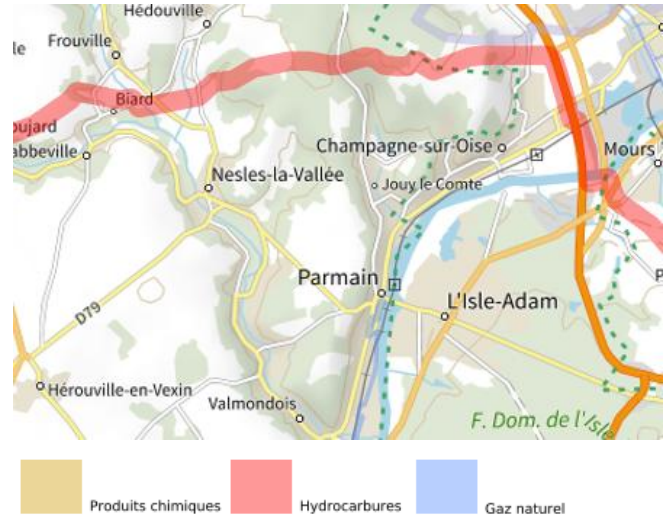 Hédouville
Frouville
le
Biard
oujard
abbeville
Champagne-sur-Oise
Mours
Nesles-la-Vallée
Jouy le Comte
Parmain
P
L'Isle-Adam
D79
Hérouville-en-Vexin
Valmondois
F. Dom. de l'Isle
Produits chimiques
Hydrocarbures
Gaz naturel